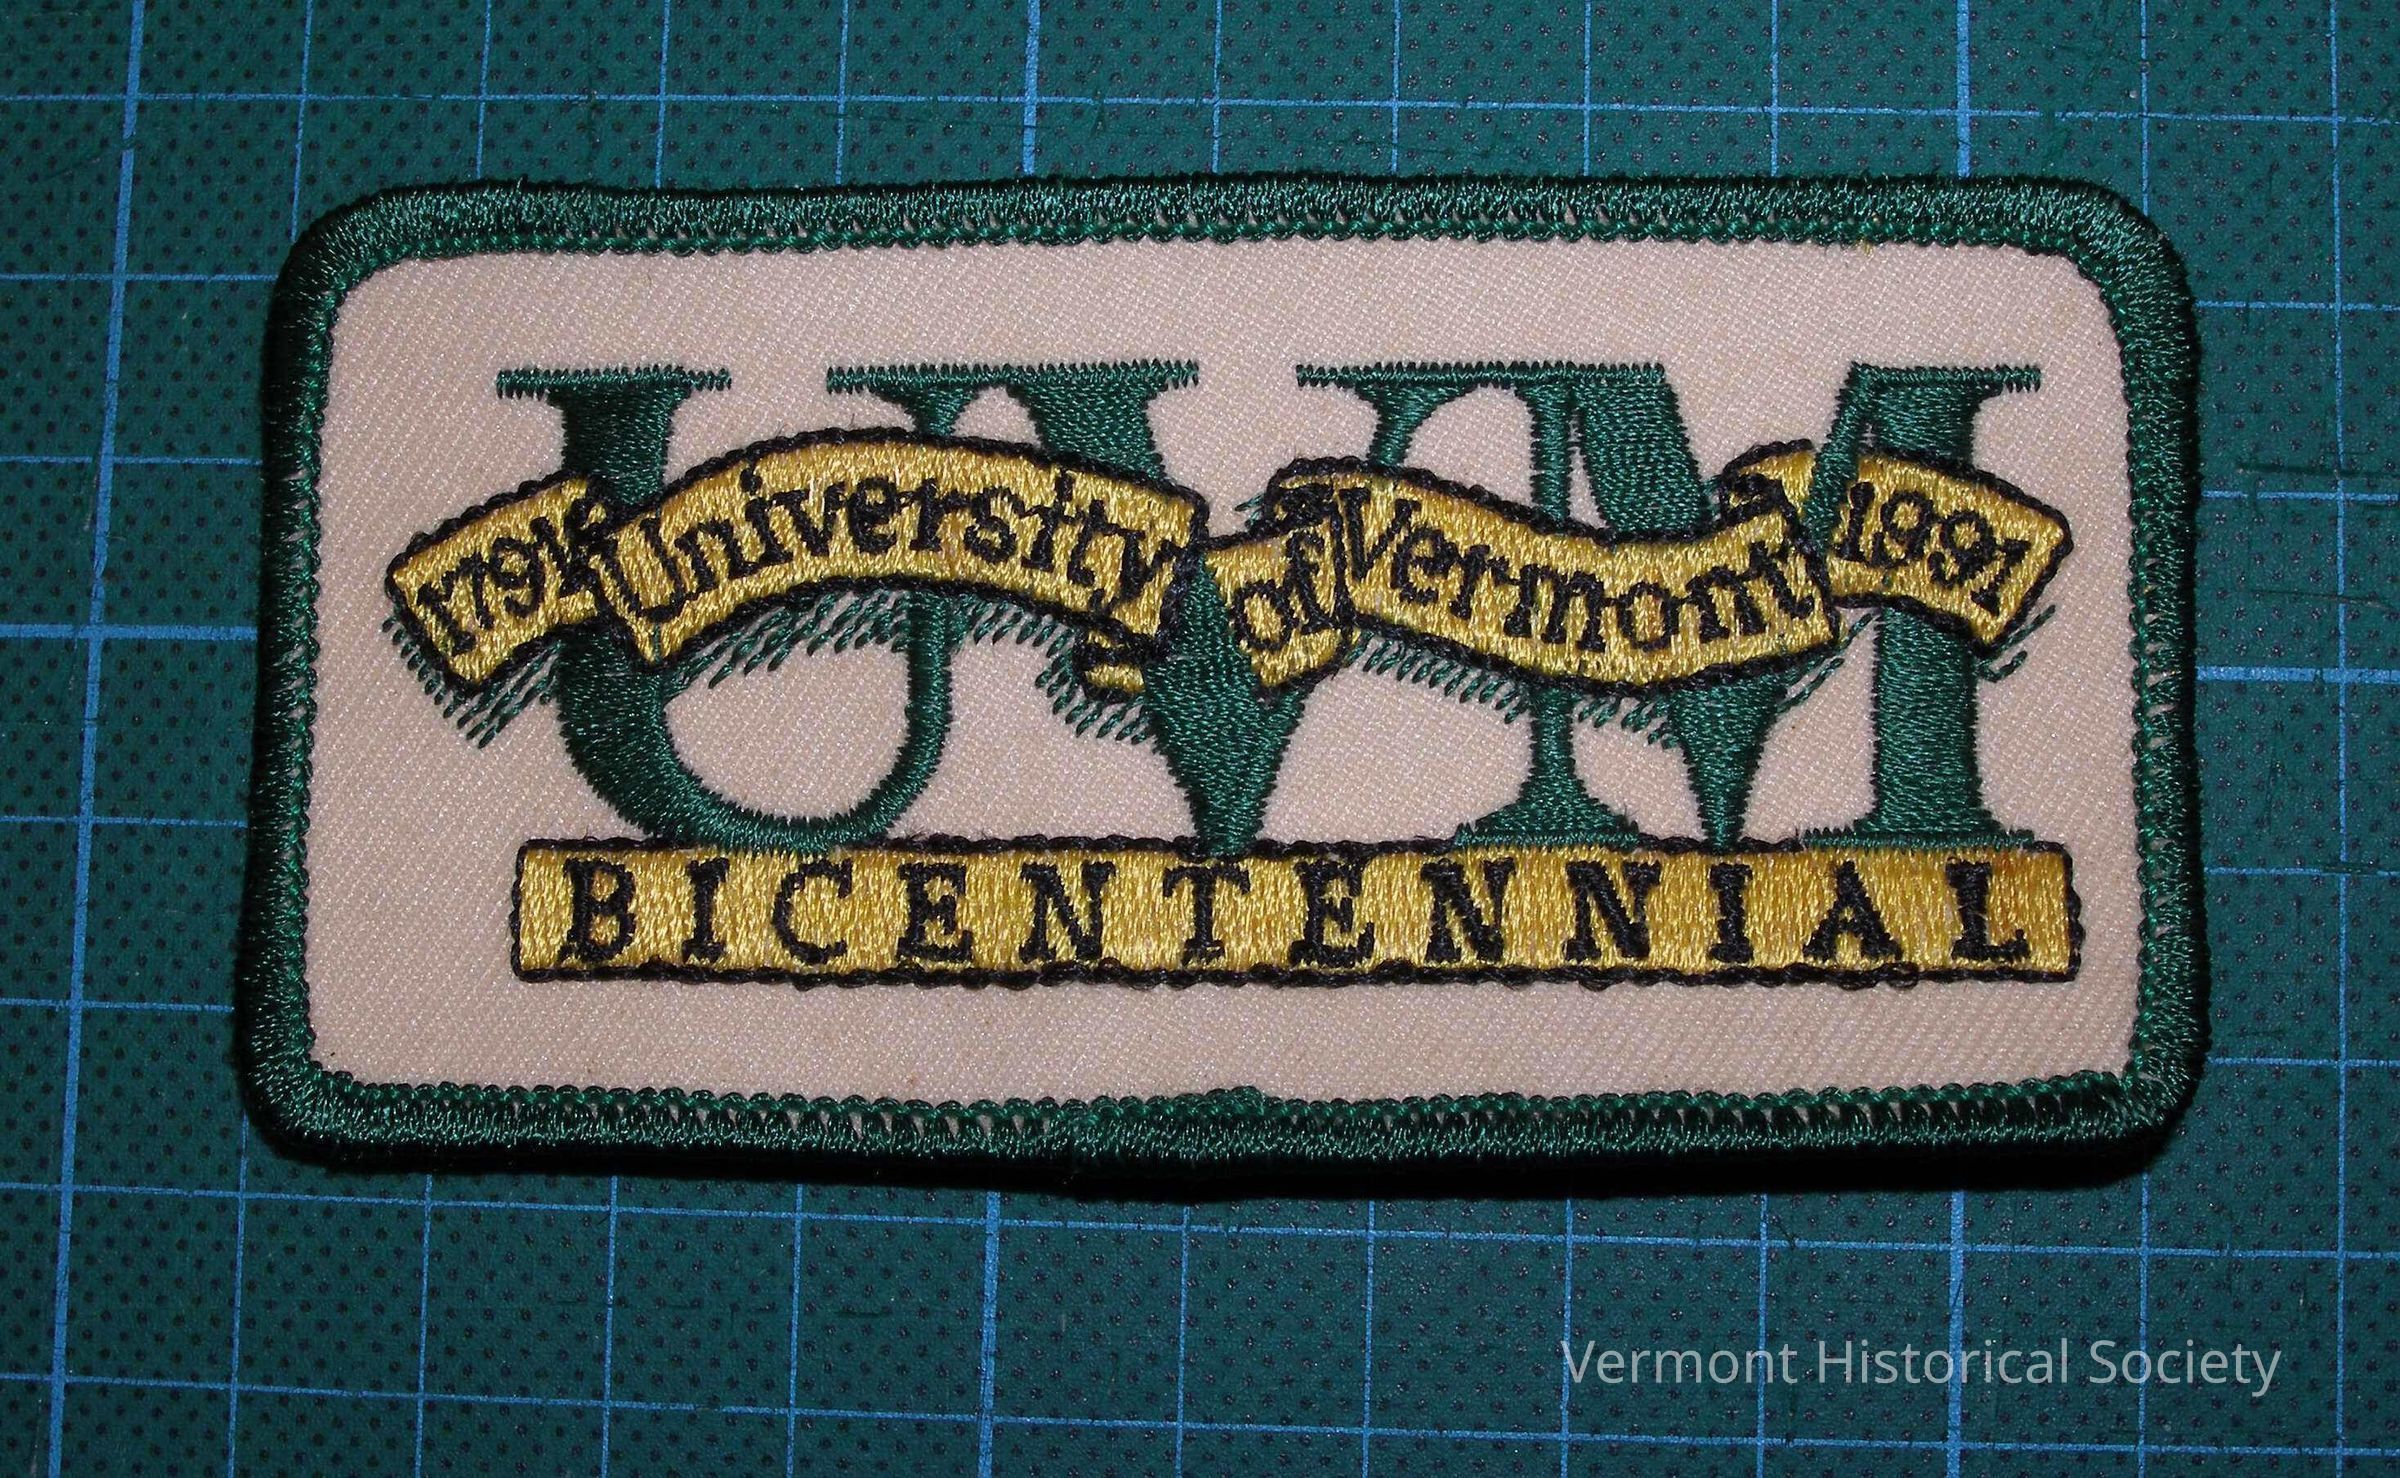 UVM
1791 University of Vermont 1991
BICENTENNIAL
Vermont Historical Society